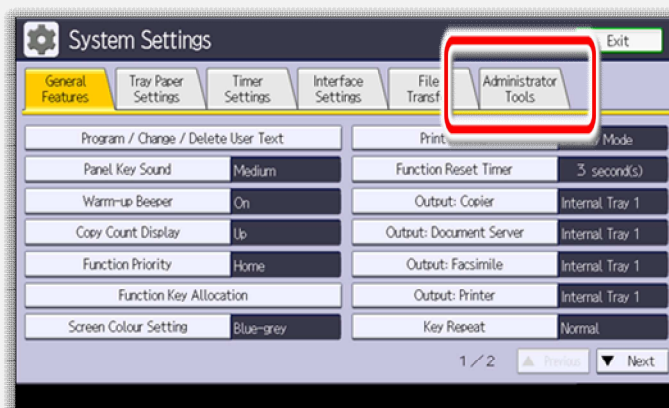 System Settings
Exit
General
Features
Tray Paper
Settings
Timer
Settings
Interface
Settings
File
Transf
Administrator
Tools
Program / Change / Delete User Text
Print
Mode
Panel Key Sound
Medium
Function Reset Timer
3 second(s)
Warm-up Beeper
On
Output: Copier
Internal Tray 1
Copy Count Display
Up
Output: Document Server
Internal Tray 1
Function Priority
Home
Output: Facsimile
Internal Tray 1
Function Key Allocation
Output: Printer
Internal Tray 1
Screen Colour Setting
Blue-grey
Key Repeat
Normal
1/2
▲ Previous
▼ Next